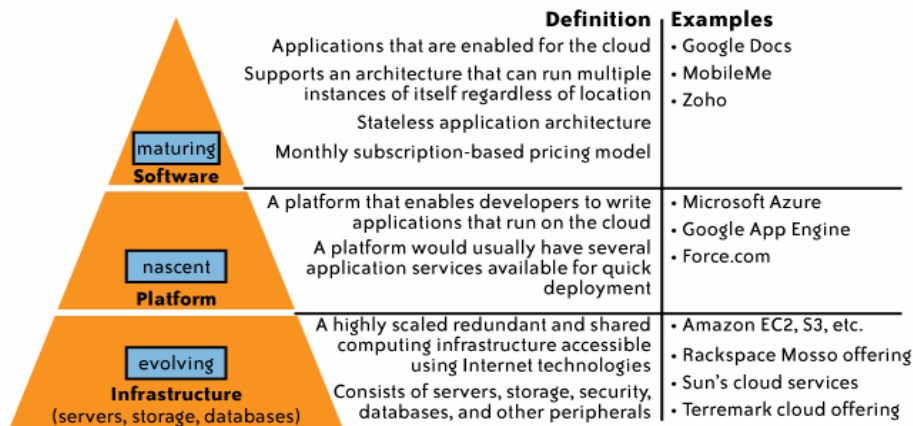 Definition
Examples
Applications that are enabled for the cloud
Supports an architecture that can run multiple
instances of itself regardless of location
Stateless application architecture
Monthly subscription-based pricing model
• Google Docs
• MobileMe
• Zoho
maturing
Software
A platform that enables developers to write
applications that run on the cloud
A platform would usually have several
application services available for quick
deployment
• Microsoft Azure
• Google App Engine
• Force.com
nascent
Platform
A highly scaled redundant and shared
computing infrastructure accessible
using Internet technologies
Consists of servers, storage, security,
databases, and other peripherals
• Amazon EC2, S3, etc.
• Rackspace Mosso offering
• Sun's cloud services
• Terremark cloud offering
evolving
Infrastructure
(servers, storage, databases)